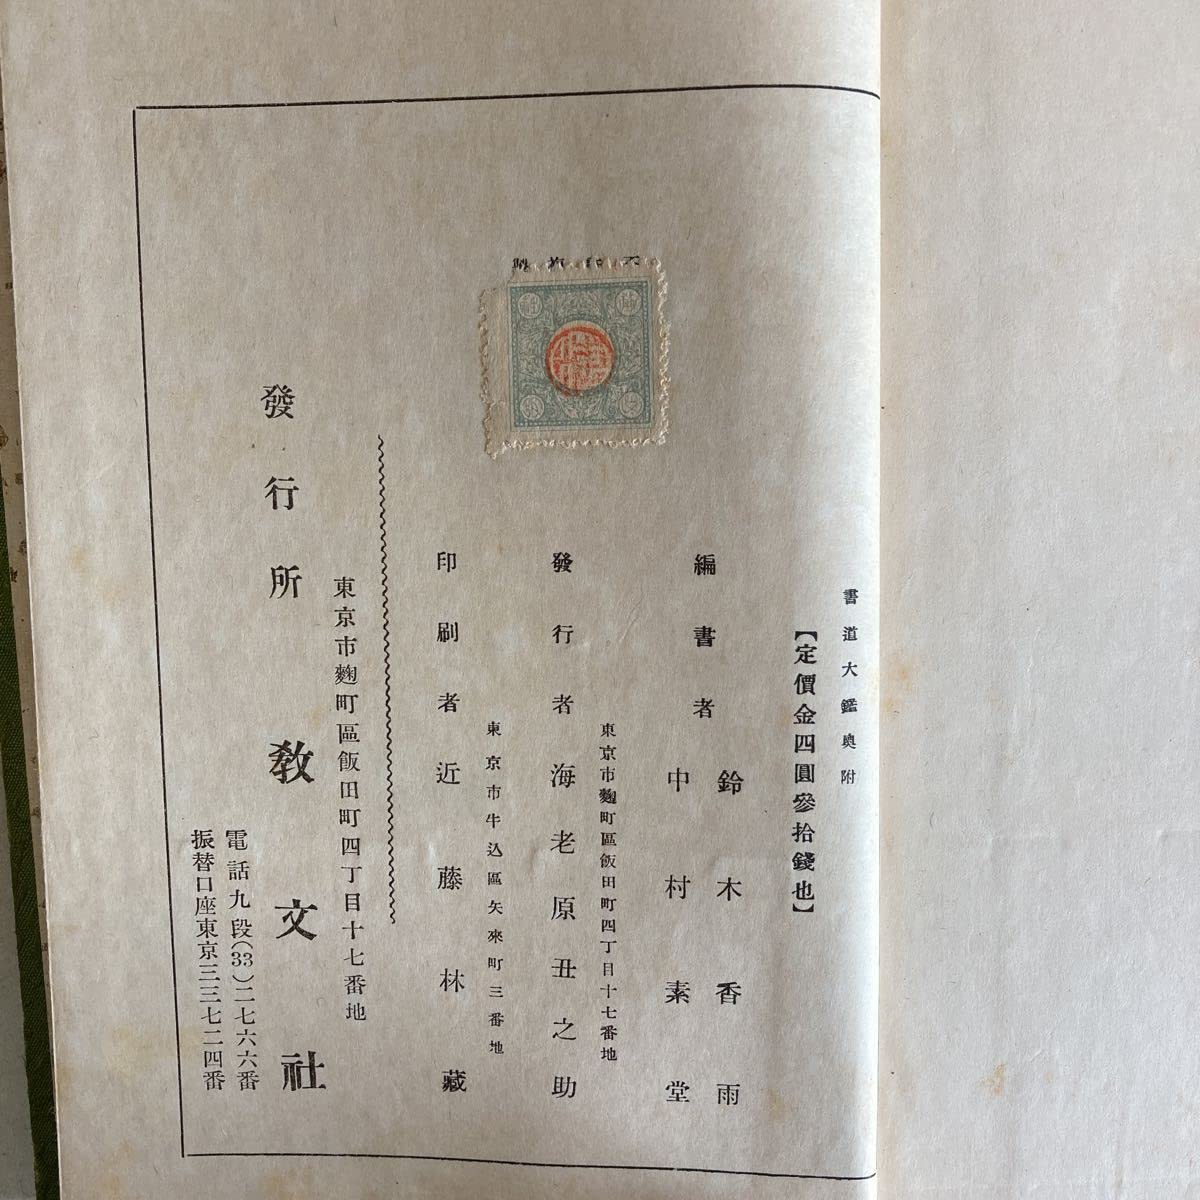 書道大鑑奥附
【定價金四圓參拾錢也】
編書者
鈴木香雨
中村素堂
東京市麴町區飯田町四丁目十七番地
發行者海老原丑之助
東京市牛込區矢來町三番地
印刷者近藤林藏
東京市麴町區飯田町四丁目十七番地
發行所教文社
電話九段(33)二七六六番
振替口座東京三三七二四番